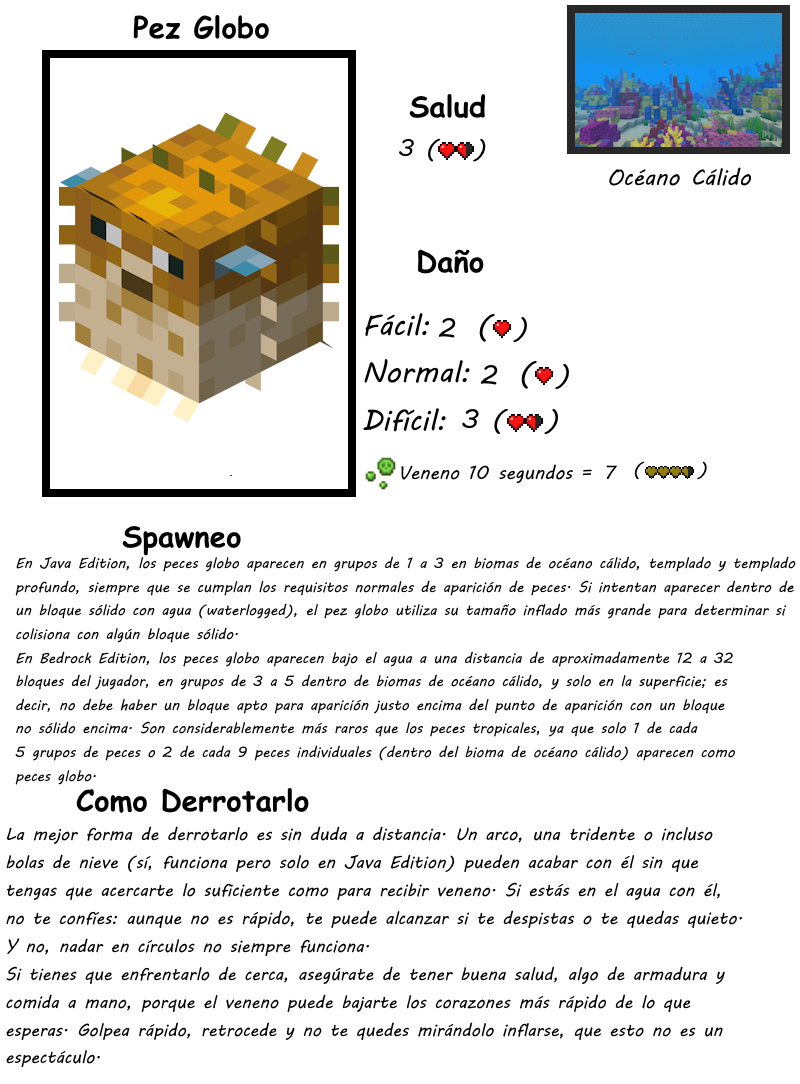 Pez Globo
Salud
3 ( )
Océano Cálido
Daño
Fácil: 2 ( )
Normal: 2 ( )
Difícil: 3 ( )
Veneno 10 segundos = 7 ( )
Spawneo
En Java Edition, los peces globo aparecen en grupos de 1 a 3 en biomas de océano cálido, templado y templado
profundo, siempre que se cumplan los requisitos normales de aparición de peces. Si intentan aparecer dentro de
un bloque sólido con agua (waterlogged), el pez globo utiliza su tamaño inflado más grande para determinar si
colisiona con algún bloque sólido.
En Bedrock Edition, los peces globo aparecen bajo el agua a una distancia de aproximadamente 12 a 32
bloques del jugador, en grupos de 3 a 5 dentro de biomas de océano cálido, y solo en la superficie; es
decir, no debe haber un bloque apto para aparición justo encima del punto de aparición con un bloque
no sólido encima. Son considerablemente más raros que los peces tropicales, ya que solo 1 de cada
5 grupos de peces o 2 de cada 9 peces individuales (dentro del bioma de océano cálido) aparecen como
peces globo.
Como Derrotarlo
La mejor forma de derrotarlo es sin duda a distancia. Un arco, una tridente o incluso
bolas de nieve (sí, funciona pero solo en Java Edition) pueden acabar con él sin que
tengas que acercarte lo suficiente como para recibir veneno. Si estás en el agua con él,
no te confíes: aunque no es rápido, te puede alcanzar si te despistas o te quedas quieto.
Y no, nadar en círculos no siempre funciona.
Si tienes que enfrentarlo de cerca, asegúrate de tener buena salud, algo de armadura y
comida a mano, porque el veneno puede bajarte los corazones más rápido de lo que
esperas. Golpea rápido, retrocede y no te quedes mirándolo inflarse, que esto no es un
espectáculo.